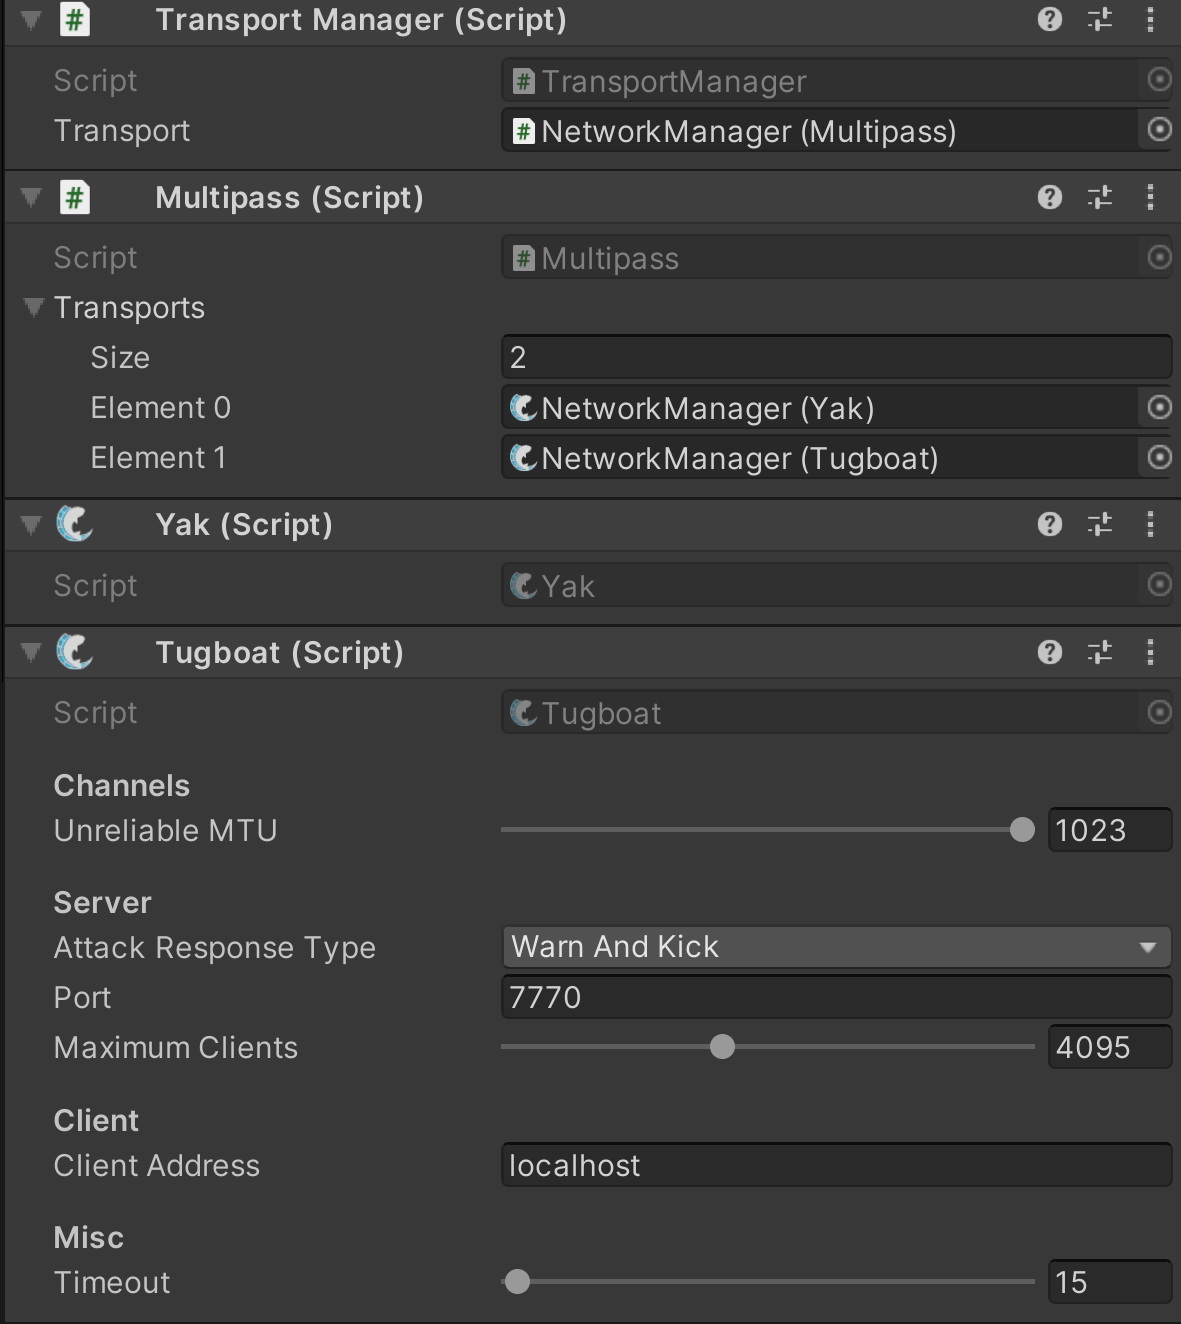 Transport Manager (Script)
Script TransportManager
Transport NetworkManager (Multipass)
Multipass (Script)
Script Multipass
Transports
Size 2
Element 0 NetworkManager (Yak)
Element 1 NetworkManager (Tugboat)
Yak (Script)
Script Yak
Tugboat (Script)
Script Tugboat
Channels
Unreliable MTU 1023
Server
Attack Response Type Warn And Kick
Port 7770
Maximum Clients 4095
Client
Client Address localhost
Misc
Timeout 15